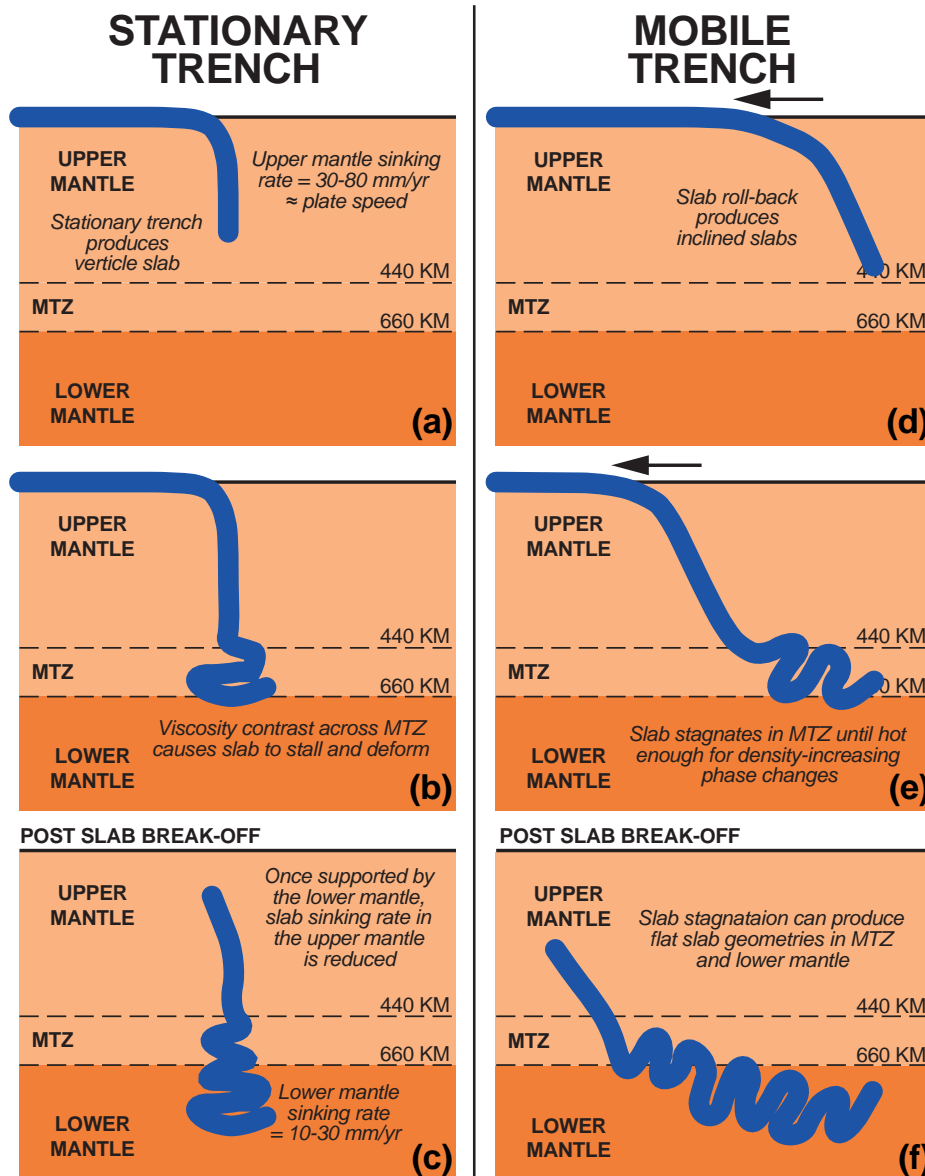 STATIONARY
TRENCH
UPPER
MANTLE
Upper mantle sinking
rate = 30-80 mm/yr
≈ plate speed
Stationary trench
produces
verticle slab
440 KM
MTZ
660 KM
LOWER
MANTLE
(a)
UPPER
MANTLE
440 KM
MTZ
660 KM
Viscosity contrast across MTZ
causes slab to stall and deform
LOWER
MANTLE
(b)
POST SLAB BREAK-OFF
UPPER
MANTLE
Once supported by
the lower mantle,
slab sinking rate in
the upper mantle
is reduced
440 KM
MTZ
660 KM
Lower mantle
sinking rate
= 10-30 mm/yr
LOWER
MANTLE
(c)
MOBILE
TRENCH
UPPER
MANTLE
Slab roll-back
produces
inclined slabs
440 KM
MTZ
660 KM
LOWER
MANTLE
(d)
UPPER
MANTLE
440 KM
MTZ
0 KM
Slab stagnates in MTZ until hot
enough for density-increasing
phase changes
LOWER
MANTLE
(e)
POST SLAB BREAK-OFF
UPPER
MANTLE
Slab stagnataion can produce
flat slab geometries in MTZ
and lower mantle
440 KM
MTZ
660 KM
LOWER
MANTLE
(f)